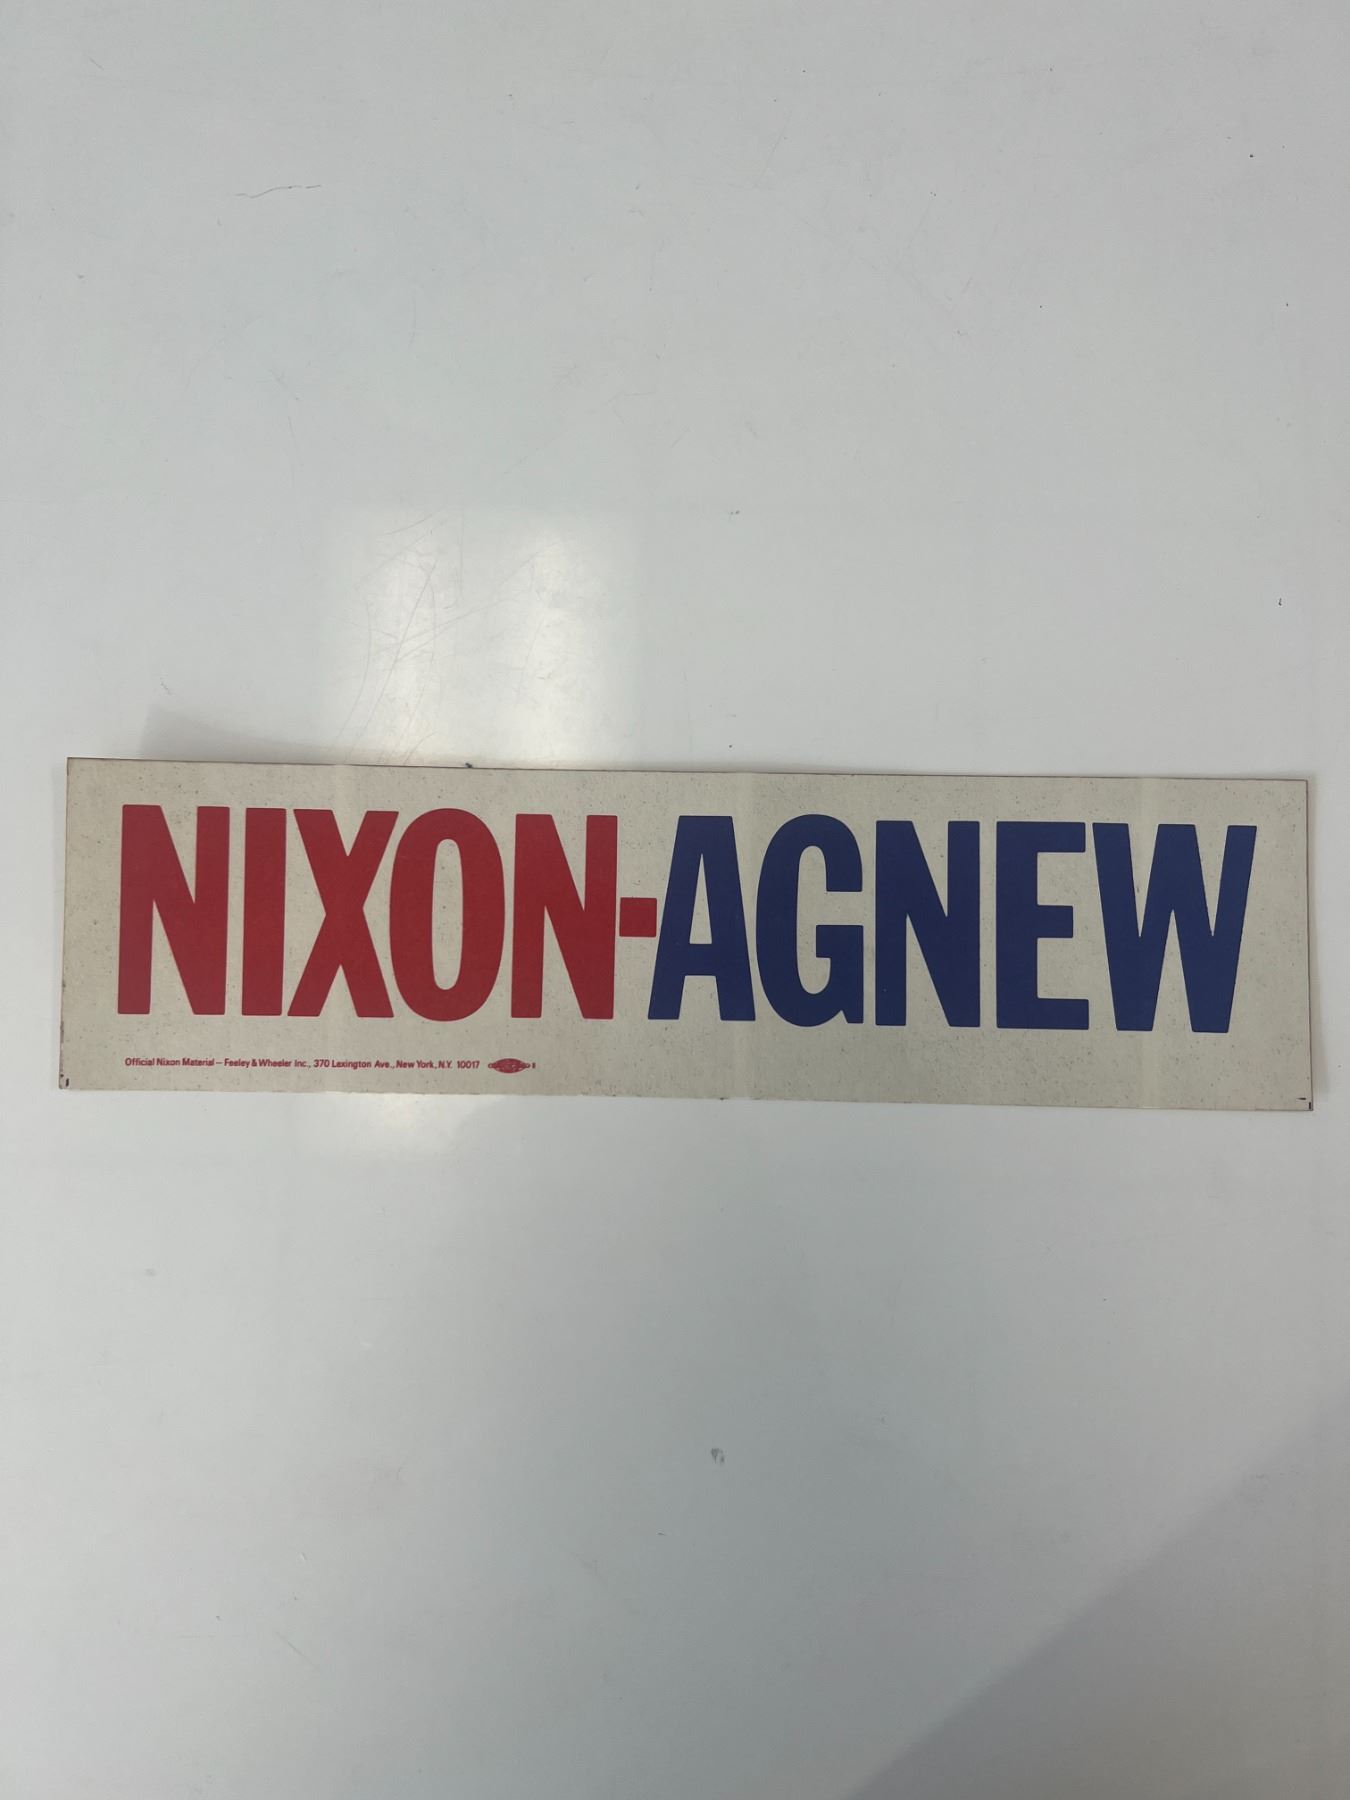 NIXON-AGNEW
Official Nixon Material — Feeley & Wheeler Inc., 370 Lexington Ave., New York, N.Y. 10017